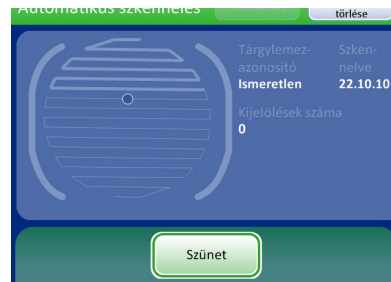 Automatikus szkennelés
törlése
Tárgylemez-
azonosító
Ismeretlen
Szken-
nelve
22.10.10
Kijelölések száma
0
Szünet